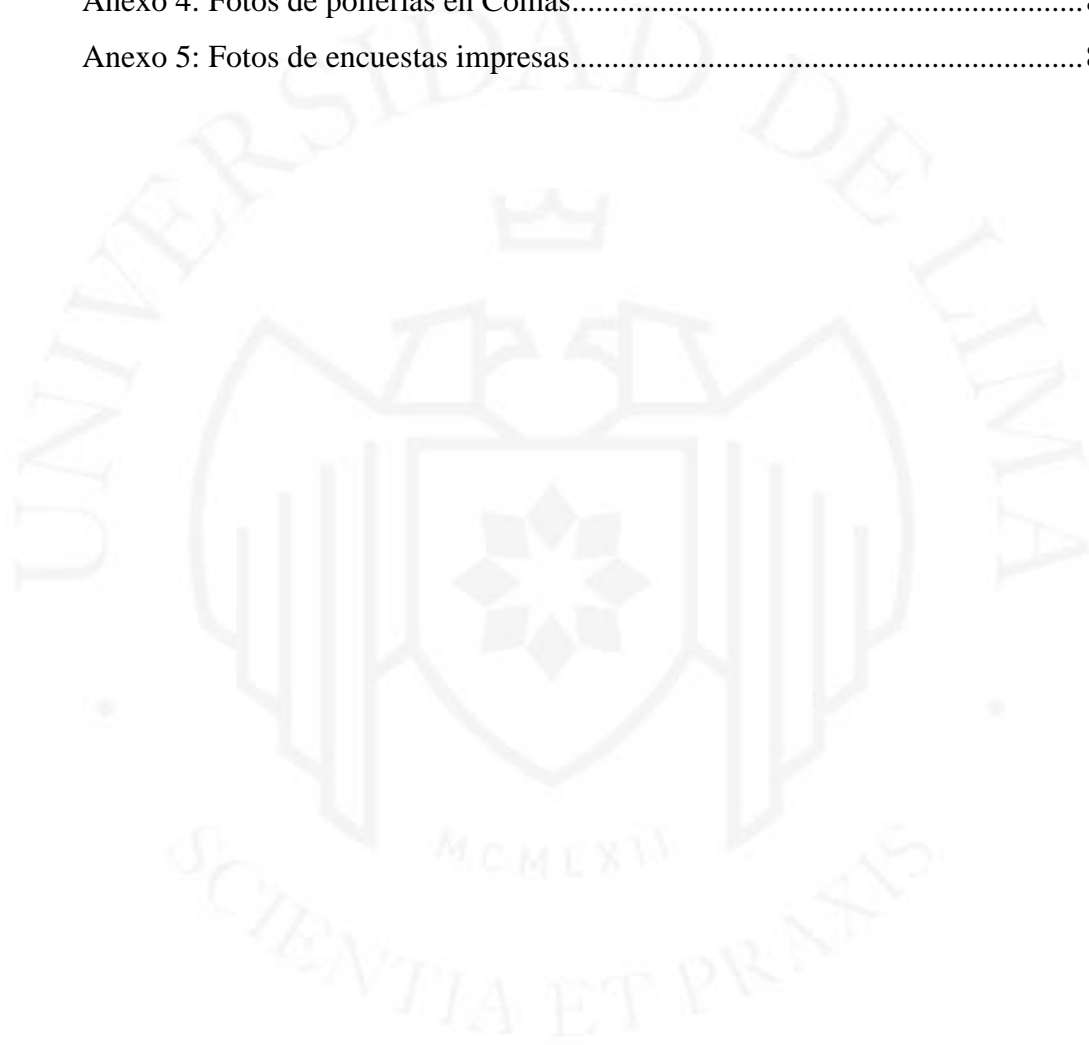 Anexo 4: Fotos de pollerías en Comas
Anexo 5: Fotos de encuestas impresas
UNIVERSIDAD DE LIMA
MCMLXII
SCIENTIA ET PRAXIS